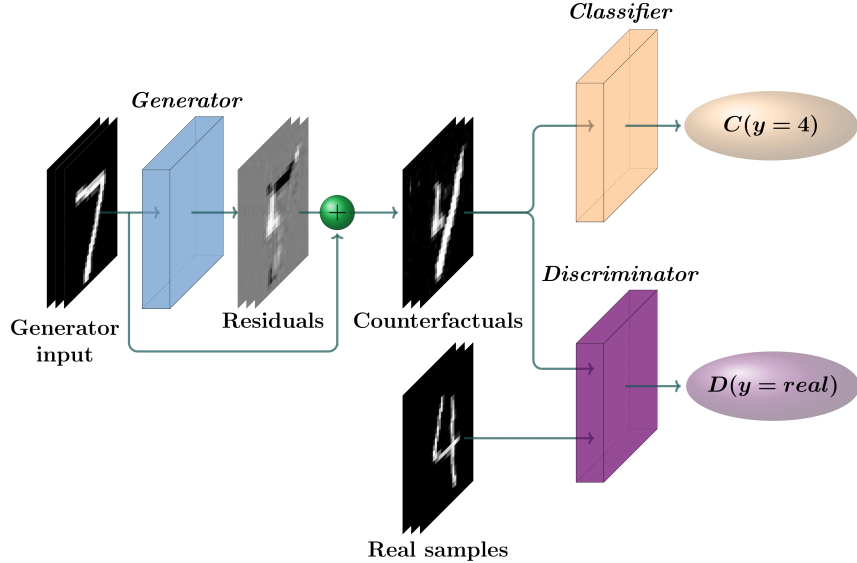 Classifier
Generator
C(y = 4)
+
Discriminator
Generator
input
Residuals
Counterfactuals
D(y = real)
Real samples